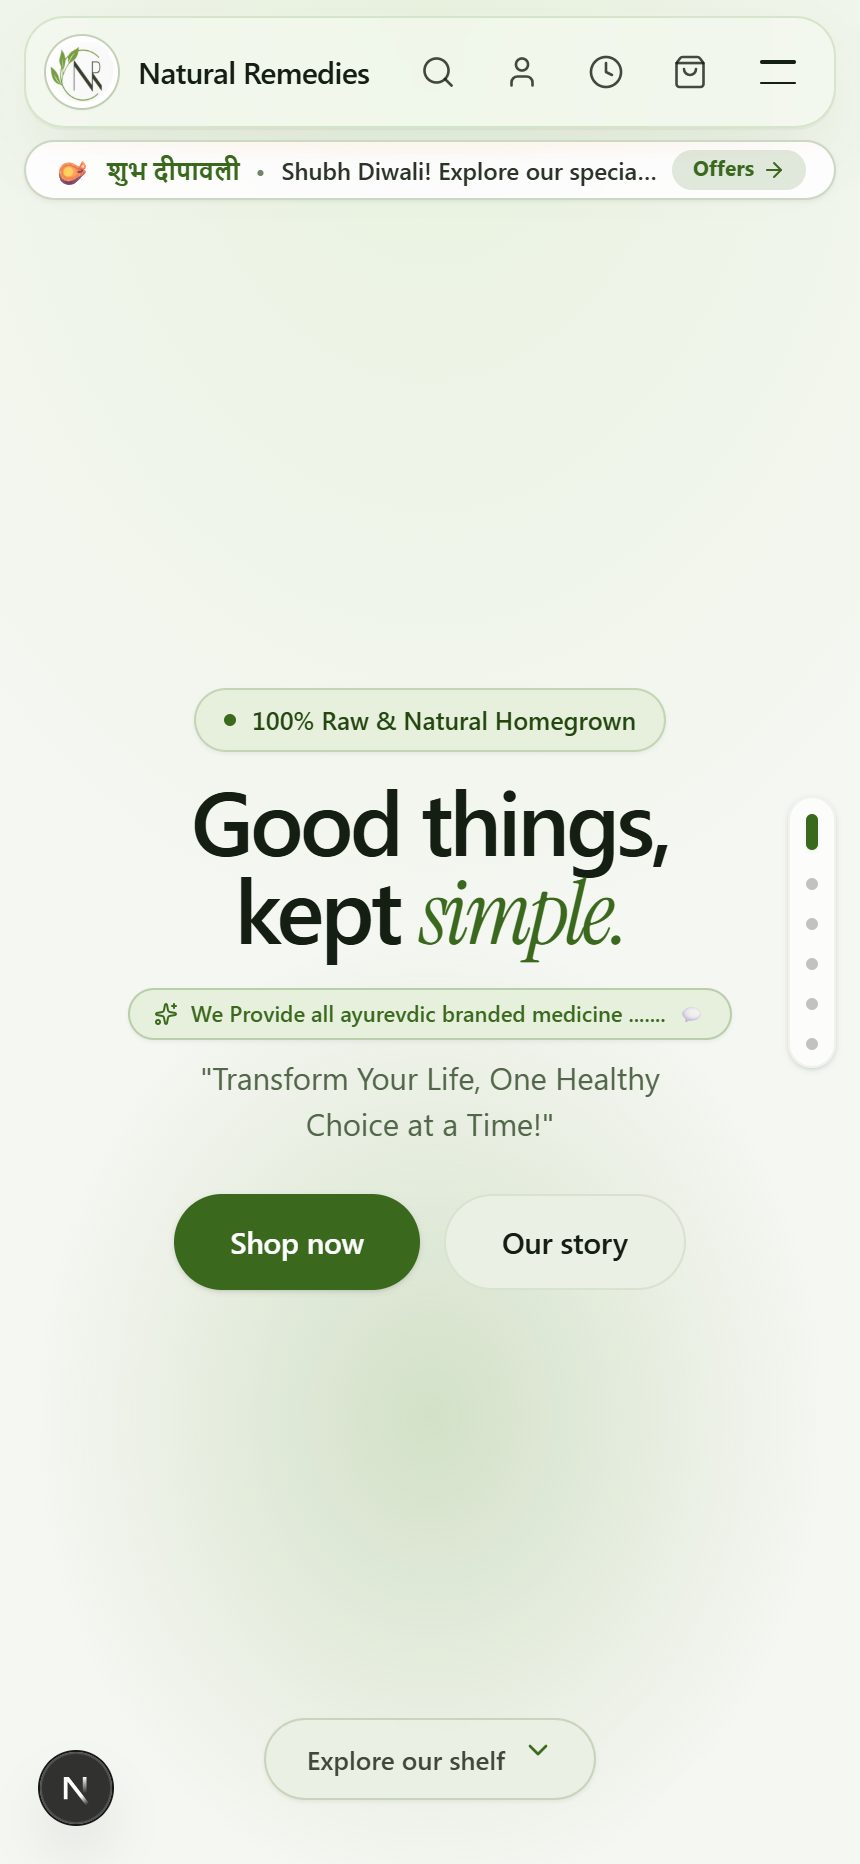 NR Natural Remedies
शुभ दीपावली • Shubh Diwali! Explore our specia... Offers →
100% Raw & Natural Homegrown
Good things,
kept simple.
We Provide all ayurevdic branded medicine .......
"Transform Your Life, One Healthy
Choice at a Time!"
Shop now Our story
Explore our shelf
N